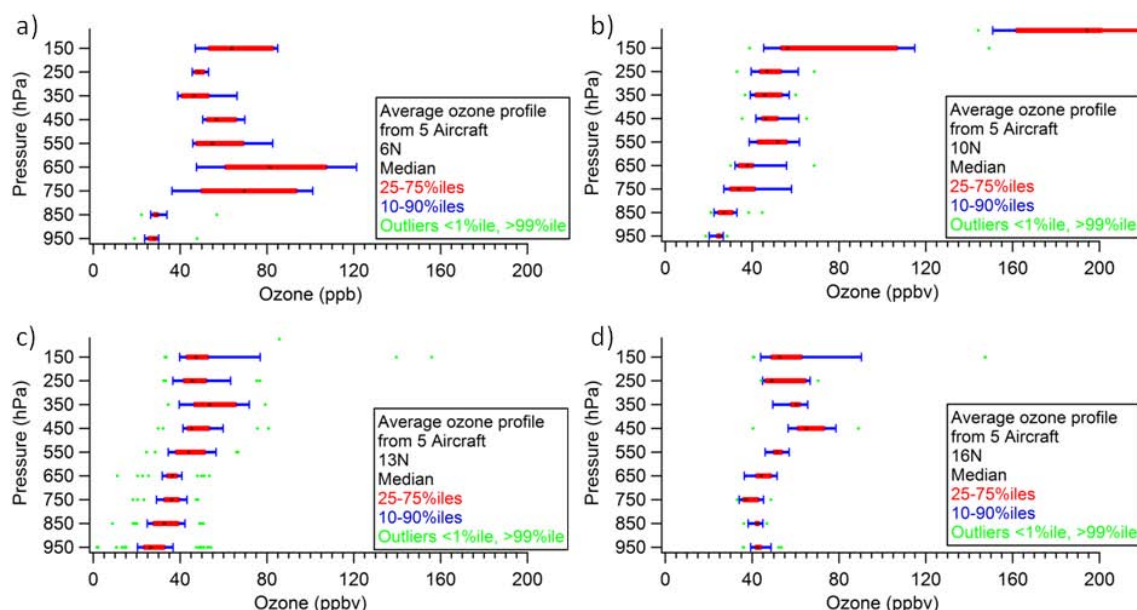 a)
Pressure (hPa)
150
250
350
450
550
650
750
850
950
0
40
80
120
160
200
Ozone (ppb)
Average ozone profile
from 5 Aircraft
6N
Median
25-75%iles
10-90%iles
Outliers <1%ile, >99%ile
b)
Pressure (hPa)
150
250
350
450
550
650
750
850
950
0
40
80
120
160
200
Ozone (ppbv)
Average ozone profile
from 5 Aircraft
10N
Median
25-75%iles
10-90%iles
Outliers <1%ile, >99%ile
c)
Pressure (hPa)
150
250
350
450
550
650
750
850
950
0
40
80
120
160
200
Ozone (ppbv)
Average ozone profile
from 5 Aircraft
13N
Median
25-75%iles
10-90%iles
Outliers <1%ile, >99%ile
d)
Pressure (hPa)
150
250
350
450
550
650
750
850
950
0
40
80
120
160
200
Ozone (ppbv)
Average ozone profile
from 5 Aircraft
16N
Median
25-75%iles
10-90%iles
Outliers <1%ile, >99%ile